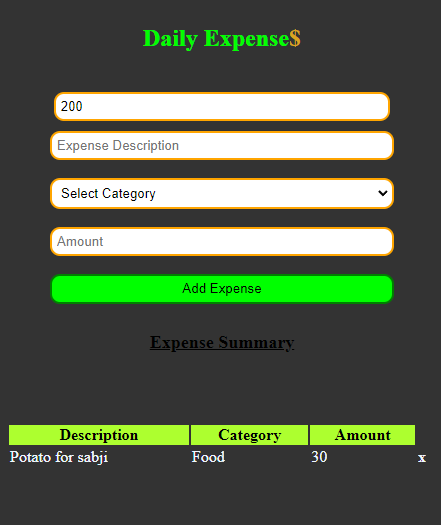 Daily Expense$
200
Expense Description
Select Category
Amount
Add Expense
Expense Summary
Description Category Amount
Potato for sabji Food 30 x